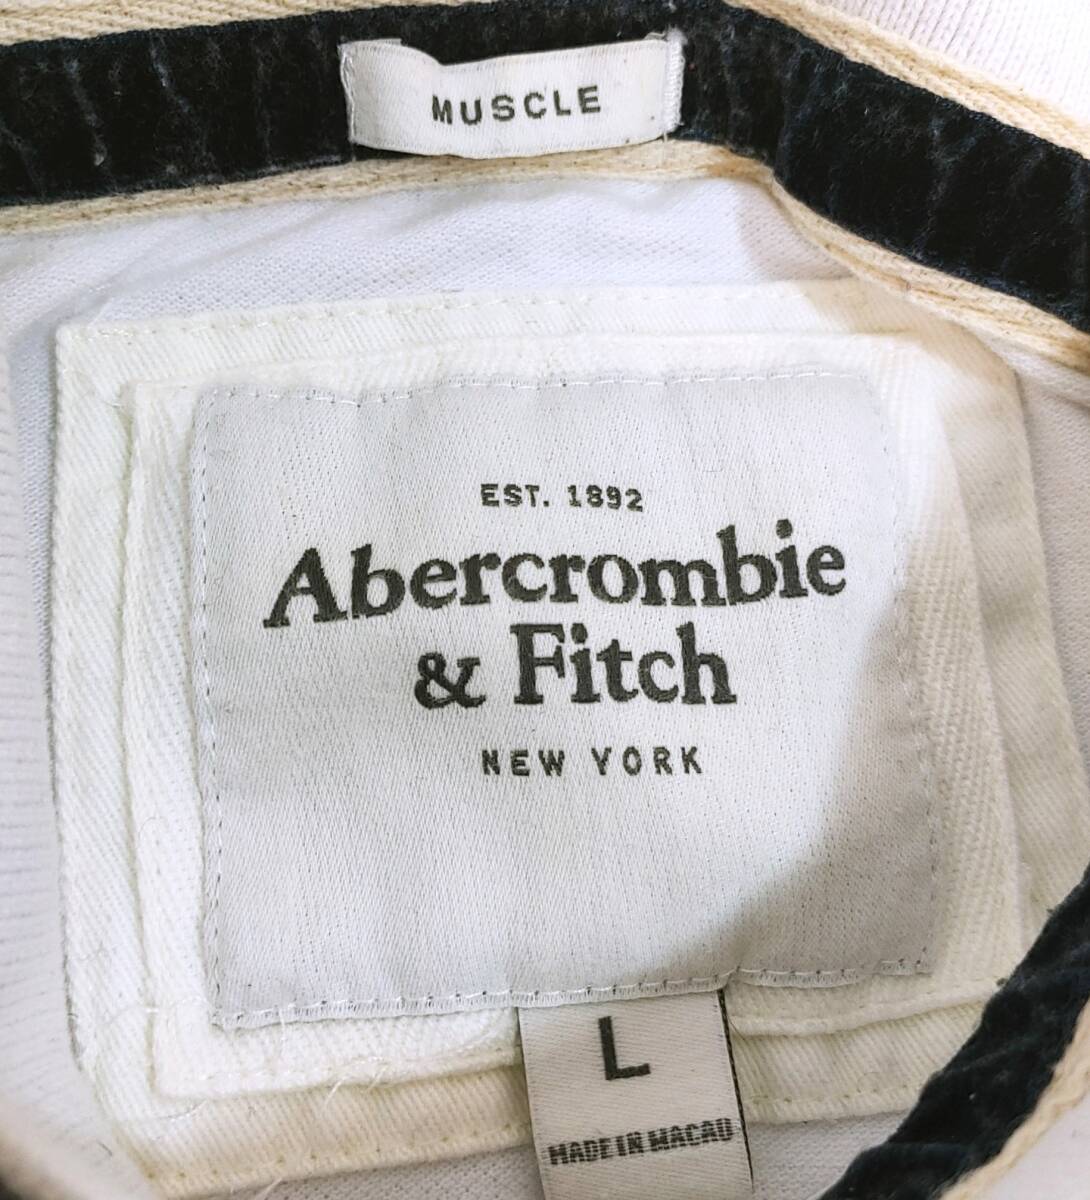 MUSCLE
EST. 1892
Abercrombie
& Fitch
NEW YORK
L
MADE IN MACAU